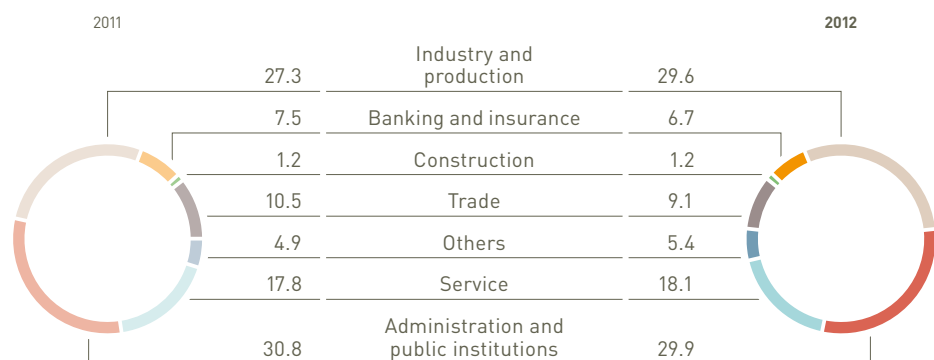 2011 2012
Industry and
27.3 production 29.6
7.5 Banking and insurance 6.7
1.2 Construction 1.2
10.5 Trade 9.1
4.9 Others 5.4
17.8 Service 18.1
Administration and
30.8 public institutions 29.9